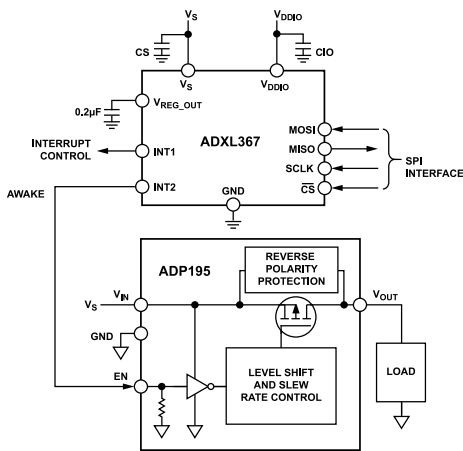 VS
VDDIO
CS
CIO
VS
VDDIO
0.2µF
VREG_OUT
ADXL367
MOSI
MISO
SCLK
CS
SPI
INTERFACE
INTERRUPT
CONTROL
INT1
AWAKE
INT2
GND
ADP195
REVERSE
POLARITY
PROTECTION
VS
VIN
VOUT
GND
EN
LEVEL SHIFT
AND SLEW
RATE CONTROL
LOAD